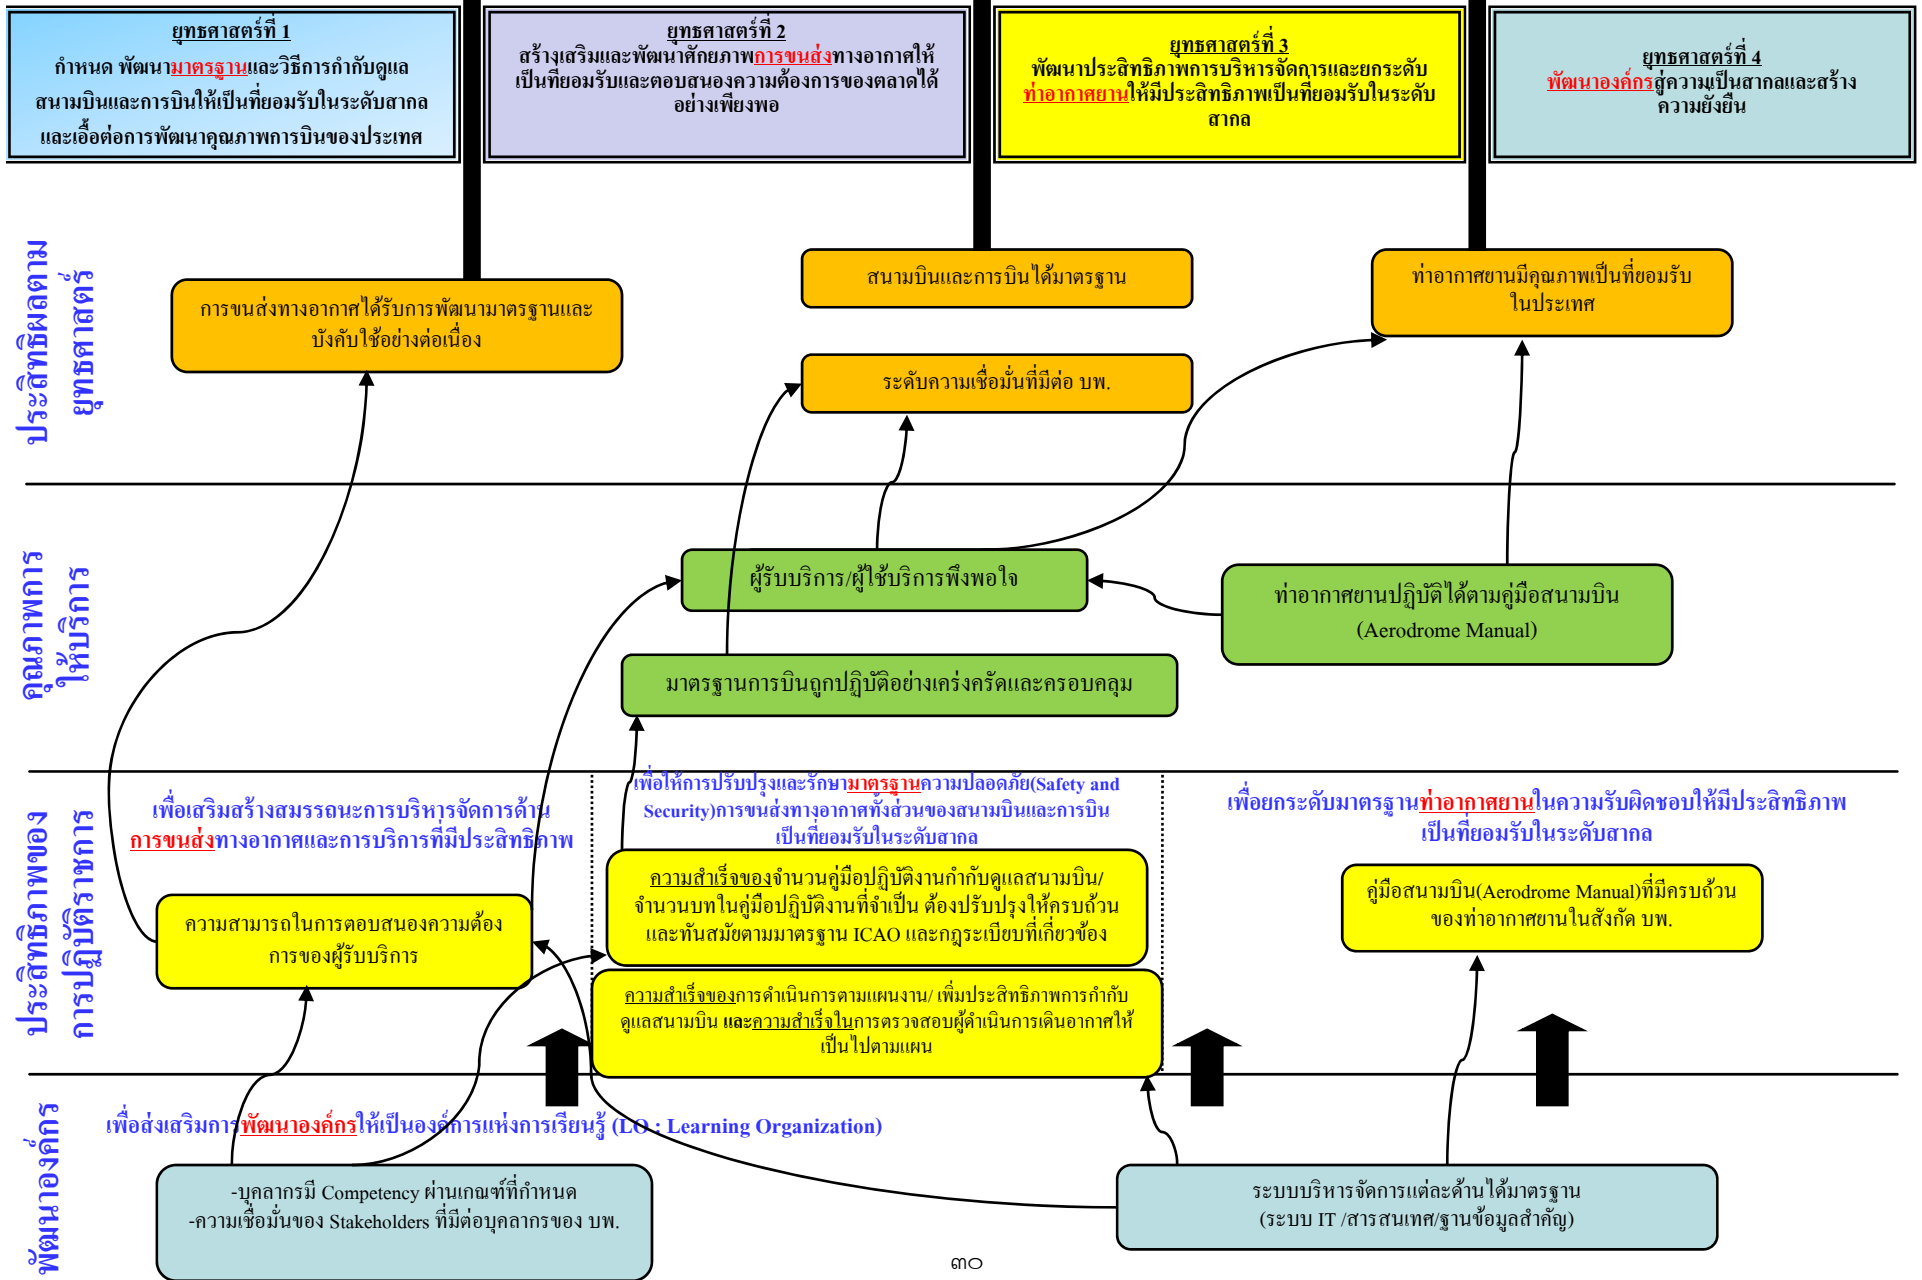 ยุทธศาสตร์ที่ 1
กำหนด พัฒนามาตรฐานและวิธีการกำกับดูแล
สนามบินและการบินให้เป็นที่ยอมรับในระดับสากล
และเอื้อต่อการพัฒนาคุณภาพการบินของประเทศ
ยุทธศาสตร์ที่ 2
สร้างเสริมและพัฒนาศักยภาพการขนส่งทางอากาศให้
เป็นที่ยอมรับและตอบสนองความต้องการของตลาดได้
อย่างเพียงพอ
ยุทธศาสตร์ที่ 3
พัฒนาประสิทธิภาพการบริหารจัดการและยกระดับ
ท่าอากาศยานให้มีประสิทธิภาพเป็นที่ยอมรับในระดับ
สากล
ยุทธศาสตร์ที่ 4
พัฒนาองค์กรสู่ความเป็นสากลและสร้าง
ความยั่งยืน
ประสิทธิผลตาม
ยุทธศาสตร์
การขนส่งทางอากาศได้รับการพัฒนามาตรฐานและ
บังคับใช้อย่างต่อเนื่อง
สนามบินและการบินได้มาตรฐาน
ระดับความเชื่อมั่นที่มีต่อ บพ.
ท่าอากาศยานมีคุณภาพเป็นที่ยอมรับ
ในประเทศ
คุณภาพการ
ให้บริการ
ผู้รับบริการ/ผู้ใช้บริการพึงพอใจ
ท่าอากาศยานปฏิบัติได้ตามคู่มือสนามบิน
(Aerodrome Manual)
มาตรฐานการบินถูกปฏิบัติอย่างเคร่งครัดและครอบคลุม
ประสิทธิภาพของ
การปฏิบัติราชการ
เพื่อเสริมสร้างสมรรถนะการบริหารจัดการด้าน
การขนส่งทางอากาศและการบริการที่มีประสิทธิภาพ
เพื่อให้การปรับปรุงและรักษามาตรฐานความปลอดภัย(Safety and
Security)การขนส่งทางอากาศทั้งส่วนของสนามบินและการบิน
เป็นที่ยอมรับในระดับสากล
เพื่อยกระดับมาตรฐานท่าอากาศยานในความรับผิดชอบให้มีประสิทธิภาพ
เป็นที่ยอมรับในระดับสากล
ความสามารถในการตอบสนองความต้อง
การของผู้รับบริการ
ความสำเร็จของจำนวนคู่มือปฏิบัติงานกำกับดูแลสนามบิน/
จำนวนบทในคู่มือปฏิบัติงานที่จำเป็น ต้องปรับปรุงให้ครบถ้วน
และทันสมัยตามมาตรฐาน ICAO และกฎระเบียบที่เกี่ยวข้อง
ความสำเร็จของการดำเนินการตามแผนงาน/ เพิ่มประสิทธิภาพการกำกับ
ดูแลสนามบิน และความสำเร็จในการตรวจสอบผู้ดำเนินการเดินอากาศให้
เป็นไปตามแผน
คู่มือสนามบิน(Aerodrome Manual)ที่มีครบถ้วน
ของท่าอากาศยานในสังกัด บพ.
พัฒนาองค์กร
เพื่อส่งเสริมการพัฒนาองค์กรให้เป็นองค์การแห่งการเรียนรู้ (LO : Learning Organization)
-บุคลากรมี Competency ผ่านเกณฑ์ที่กำหนด
-ความเชื่อมั่นของ Stakeholders ที่มีต่อบุคลากรของ บพ.
ระบบบริหารจัดการแต่ละด้านได้มาตรฐาน
(ระบบ IT /สารสนเทศ/ฐานข้อมูลสำคัญ)
๓๐